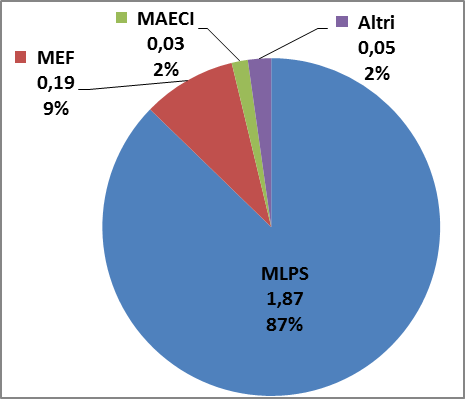 MAECI
0,03
2%
Altri
0,05
2%
MEF
0,19
9%
MLPS
1,87
87%